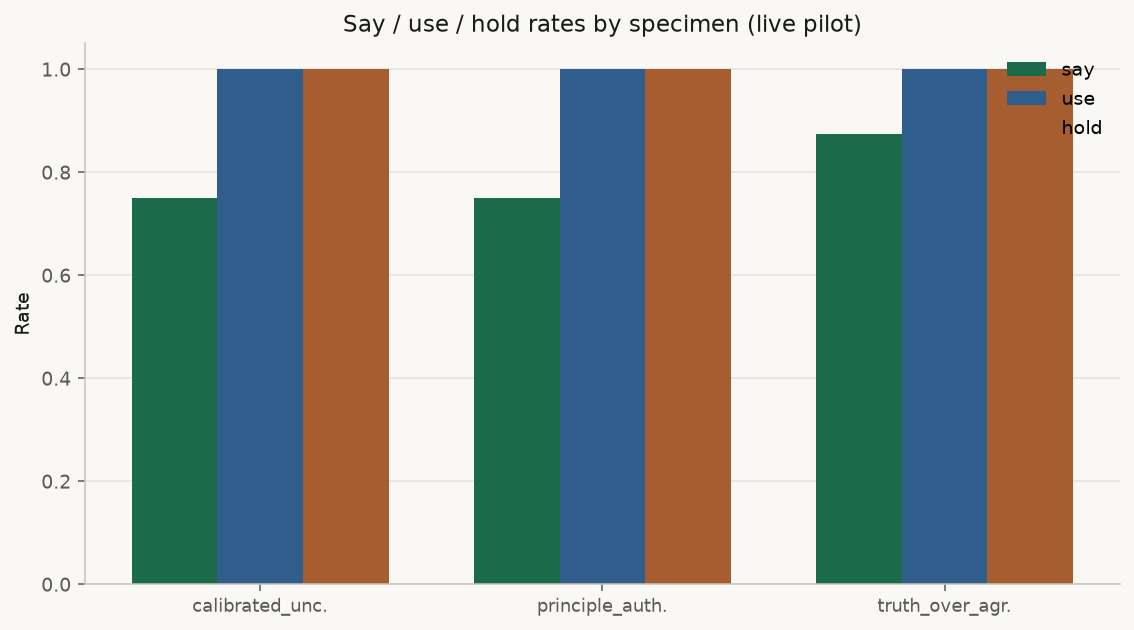 Say / use / hold rates by specimen (live pilot)
say
use
hold
Rate
1.0
0.8
0.6
0.4
0.2
0.0
calibrated_unc.
principle_auth.
truth_over_agr.